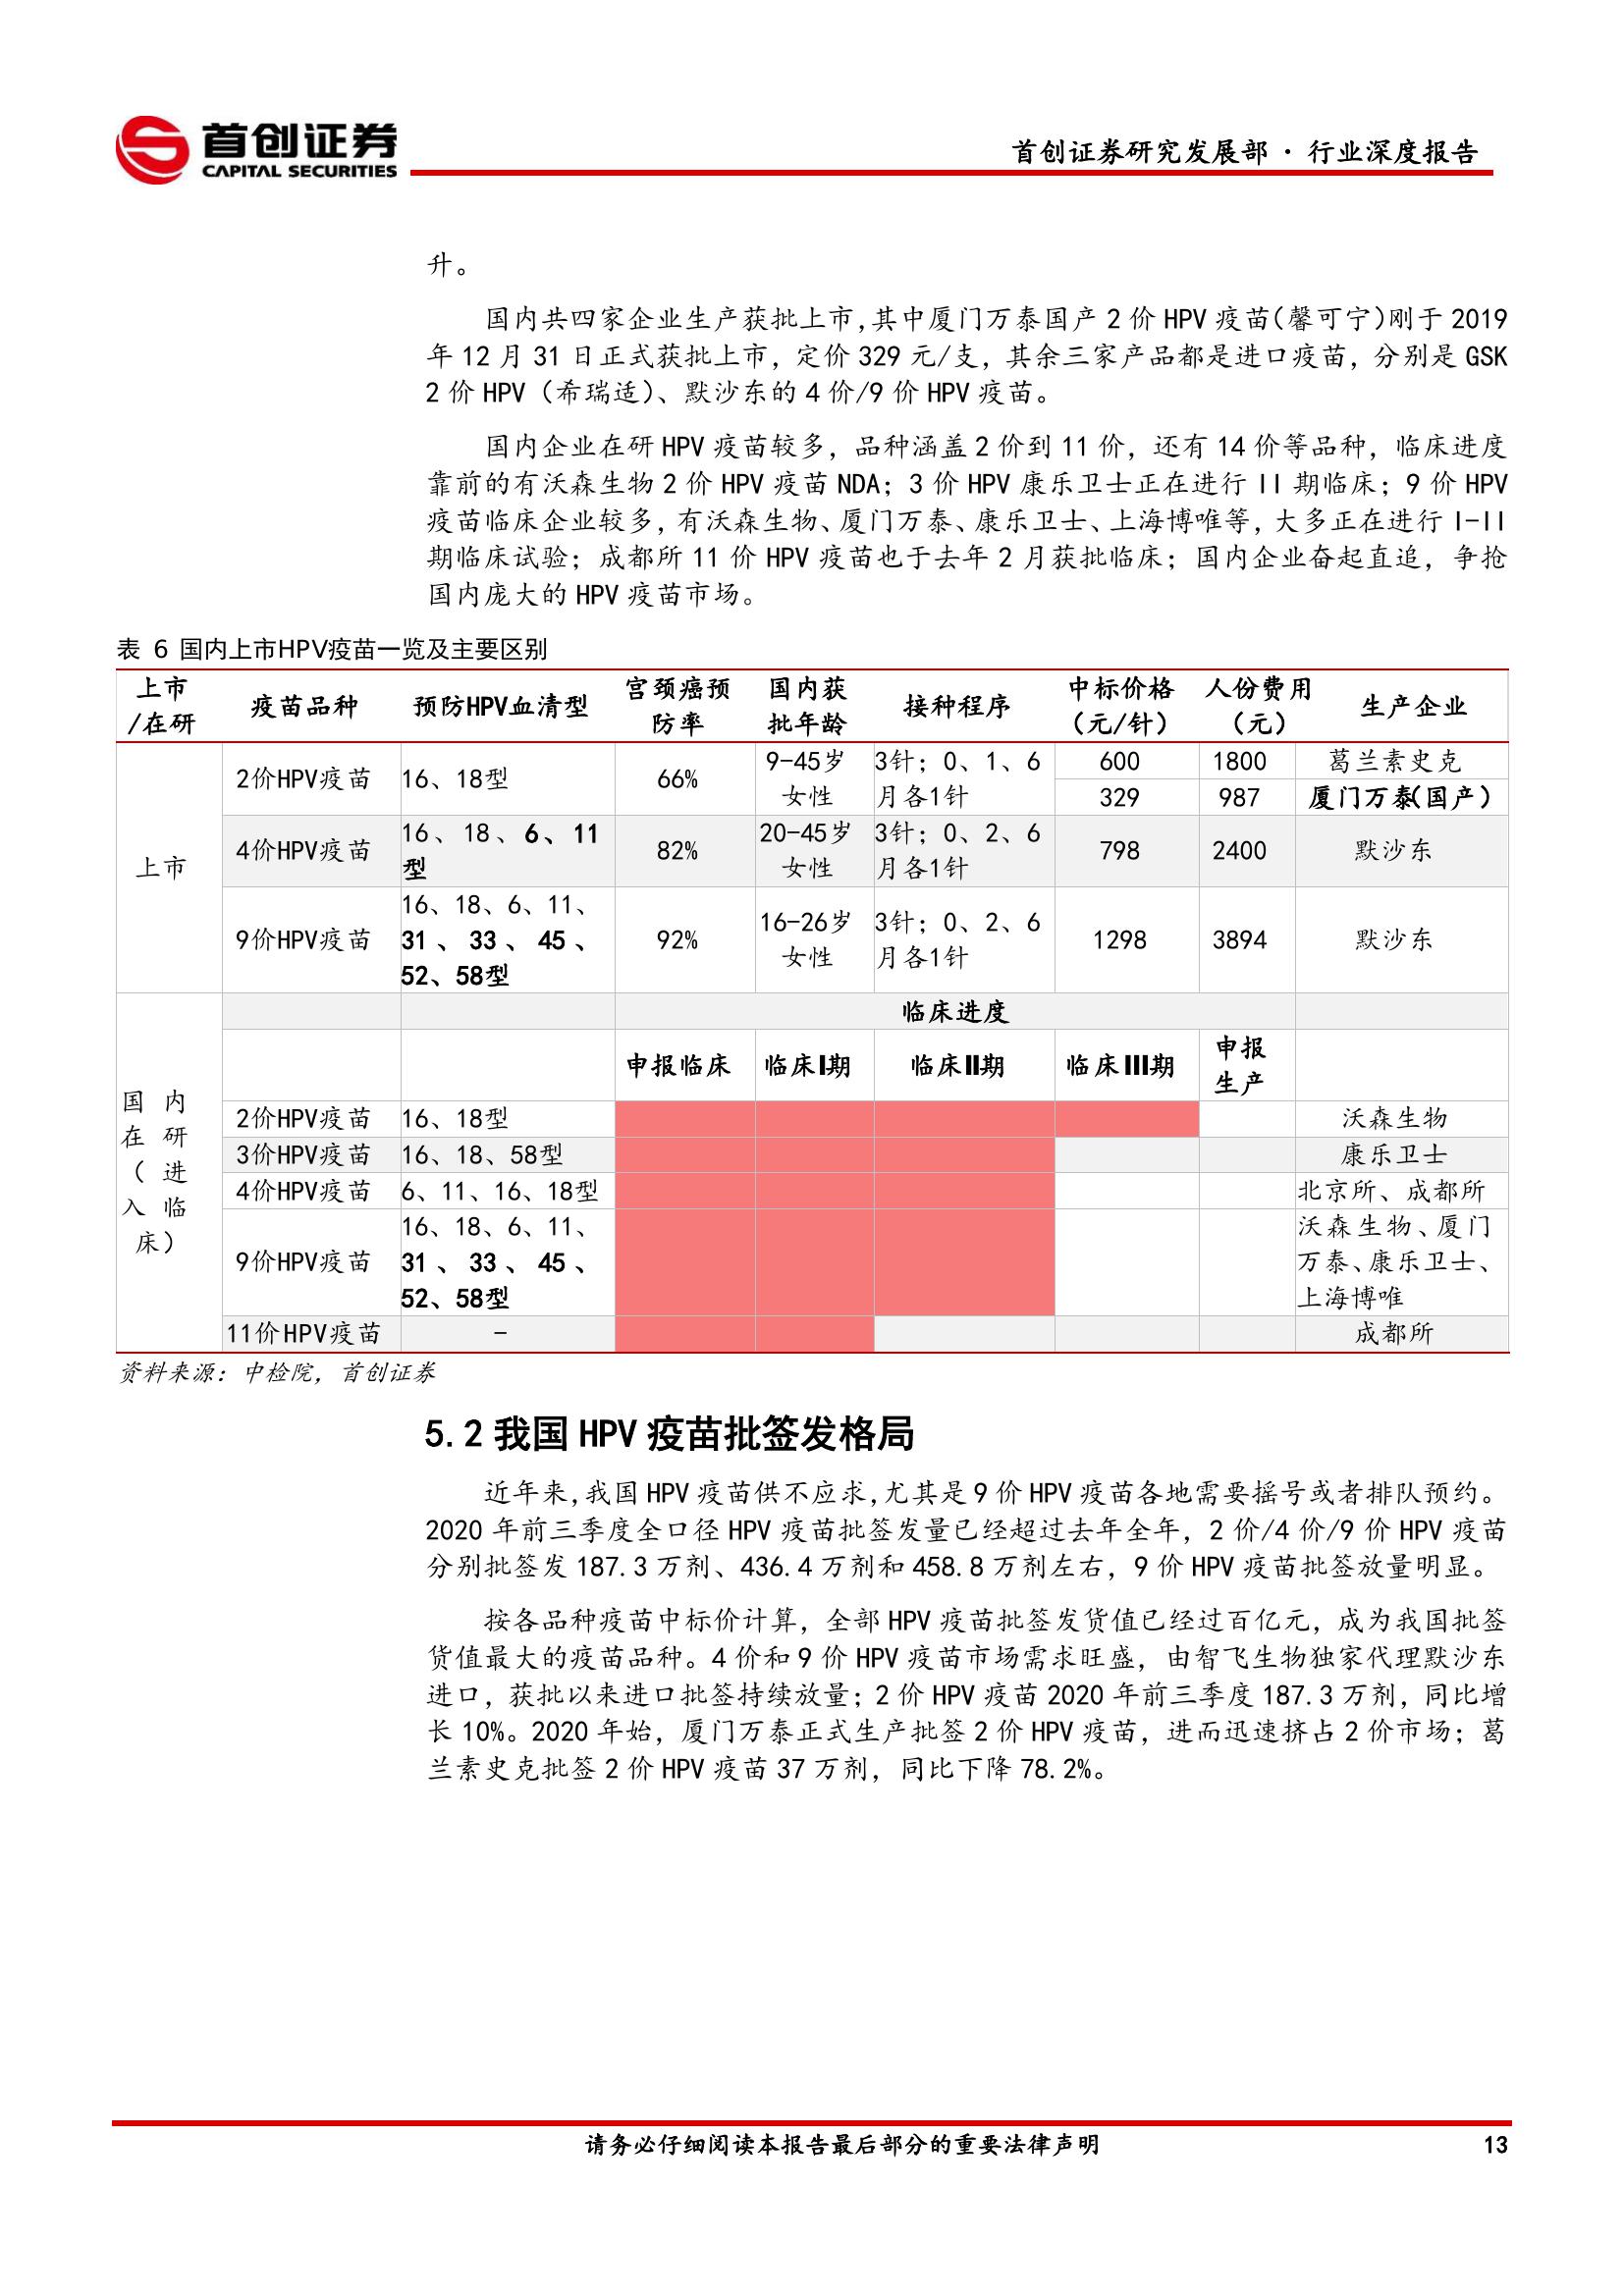 首创证券
CAPITAL SECURITIES
首创证券研究发展部·行业深度报告
升。
国内共四家企业生产获批上市,其中厦门万泰国产 2 价 HPV 疫苗(馨可宁)刚于 2019
年 12 月 31 日正式获批上市，定价 329 元/支，其余三家产品都是进口疫苗，分别是 GSK
2 价 HPV（希瑞适）、默沙东的 4 价/9 价 HPV 疫苗。
国内企业在研 HPV 疫苗较多，品种涵盖 2 价到 11 价，还有 14 价等品种，临床进度
靠前的有沃森生物 2 价 HPV 疫苗 NDA；3 价 HPV 康乐卫士正在进行 II 期临床；9 价 HPV
疫苗临床企业较多,有沃森生物、厦门万泰、康乐卫士、上海博唯等,大多正在进行 I-II
期临床试验；成都所 11 价 HPV 疫苗也于去年 2 月获批临床；国内企业奋起直追，争抢
国内庞大的 HPV 疫苗市场。
表 6 国内上市HPV疫苗一览及主要区别
上市 宫颈癌预 国内获 中标价格 人份费用
疫苗品种 预防HPV血清型 接种程序 生产企业
/在研 防率 批年龄 （元/针） （元）
9-45岁 3针；0、1、6 600 1800 葛兰素史克
2价HPV疫苗 16、18型 66%
女性 月各1针 329 987 厦门万泰(国产)
16、18、6、11 20-45岁 3针；0、2、6
上市 4价HPV疫苗 82% 798 2400 默沙东
型 女性 月各1针
16、18、6、11、
16-26岁 3针；0、2、6
9价HPV疫苗 31、33、45、 92% 1298 3894 默沙东
女性 月各1针
52、58型
临床进度
申报临床 临床I期 临床II期 临床III期 申报
生产
国内
在研
（进
入临
床）
2价HPV疫苗 16、18型 沃森生物
3价HPV疫苗 16、18、58型 康乐卫士
4价HPV疫苗 6、11、16、18型 北京所、成都所
16、18、6、11、 沃森生物、厦门
9价HPV疫苗 31、33、45、 万泰、康乐卫士、
52、58型 上海博唯
11价HPV疫苗 - 成都所
资料来源：中检院，首创证券
5.2 我国 HPV 疫苗批签发格局
近年来,我国 HPV 疫苗供不应求,尤其是 9 价 HPV 疫苗各地需要摇号或者排队预约。
2020 年前三季度全口径 HPV 疫苗批签发量已经超过去年全年，2 价/4 价/9 价 HPV 疫苗
分别批签发 187.3 万剂、436.4 万剂和 458.8 万剂左右，9 价 HPV 疫苗批签放量明显。
按各品种疫苗中标价计算，全部 HPV 疫苗批签发货值已经过百亿元，成为我国批签
货值最大的疫苗品种。4 价和 9 价 HPV 疫苗市场需求旺盛，由智飞生物独家代理默沙东
进口，获批以来进口批签持续放量；2 价 HPV 疫苗 2020 年前三季度 187.3 万剂，同比增
长 10%。2020 年始，厦门万泰正式生产批签 2 价 HPV 疫苗，进而迅速挤占 2 价市场；葛
兰素史克批签 2 价 HPV 疫苗 37 万剂，同比下降 78.2%。
请务必仔细阅读本报告最后部分的重要法律声明 13